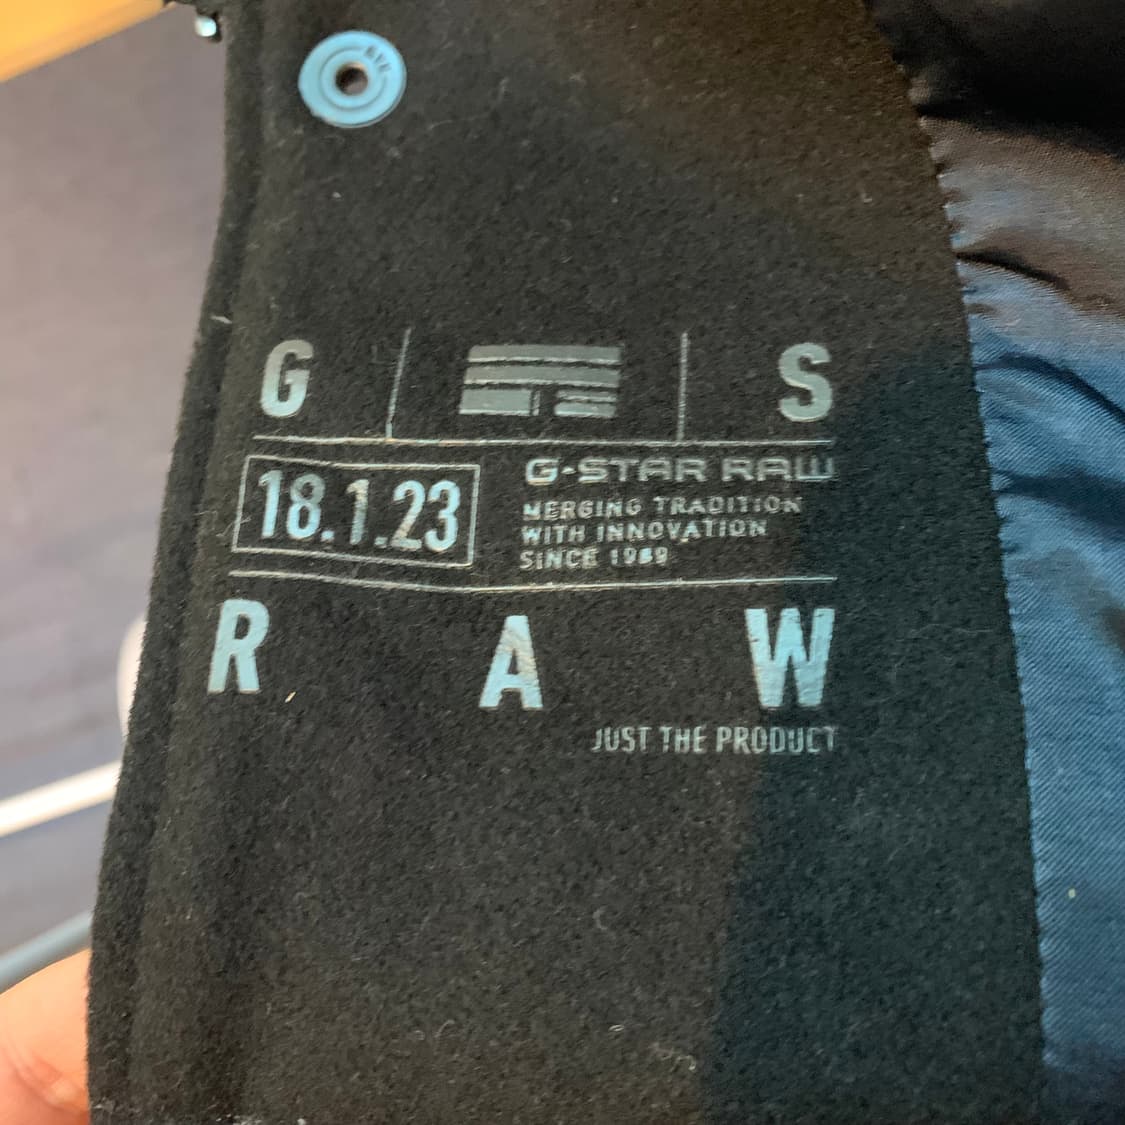 G S
18.1.23
G-STAR RAW
MERGING TRADITION
WITH INNOVATION
SINCE 1989
R A W
JUST THE PRODUCT